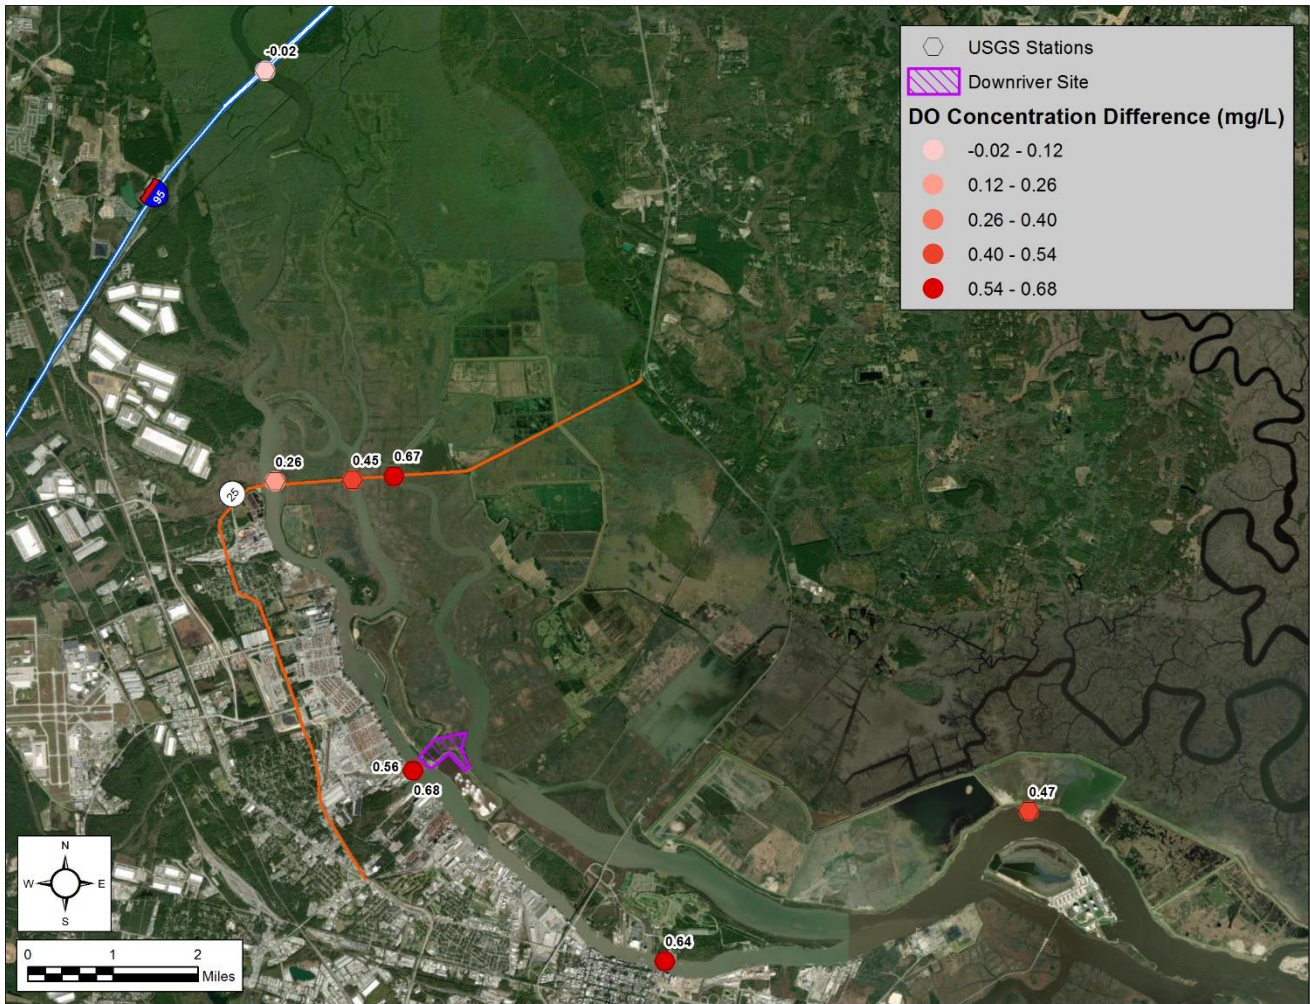 -0.02
USGS Stations
Downriver Site
DO Concentration Difference (mg/L)
-0.02 - 0.12
0.12 - 0.26
0.26 - 0.40
0.40 - 0.54
0.54 - 0.68
95
0.26
0.45
0.67
25
0.56
0.68
0.47
0.64
N
W
E
S
0 1 2
Miles